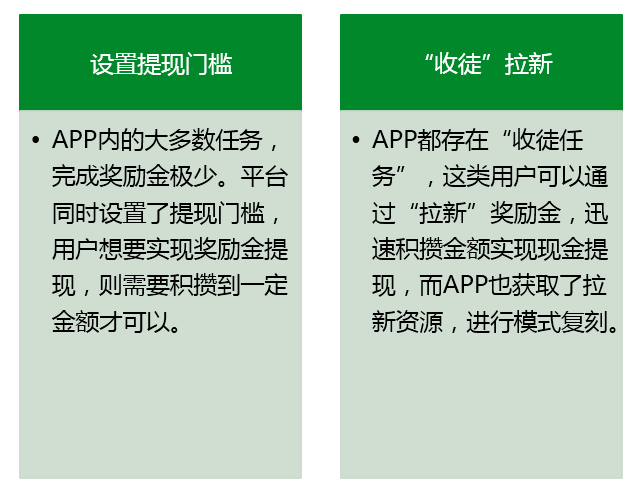 设置提现门槛
• APP内的大多数任务，
完成奖励金极少。平台
同时设置了提现门槛，
用户想要实现奖励金提
现，则需要积攒到一定
金额才可以。
“收徒”拉新
• APP都存在“收徒任
务”，这类用户可以通
过“拉新”奖励金，迅
速积攒金额实现现金提
现，而APP也获取了拉
新资源，进行模式复刻。